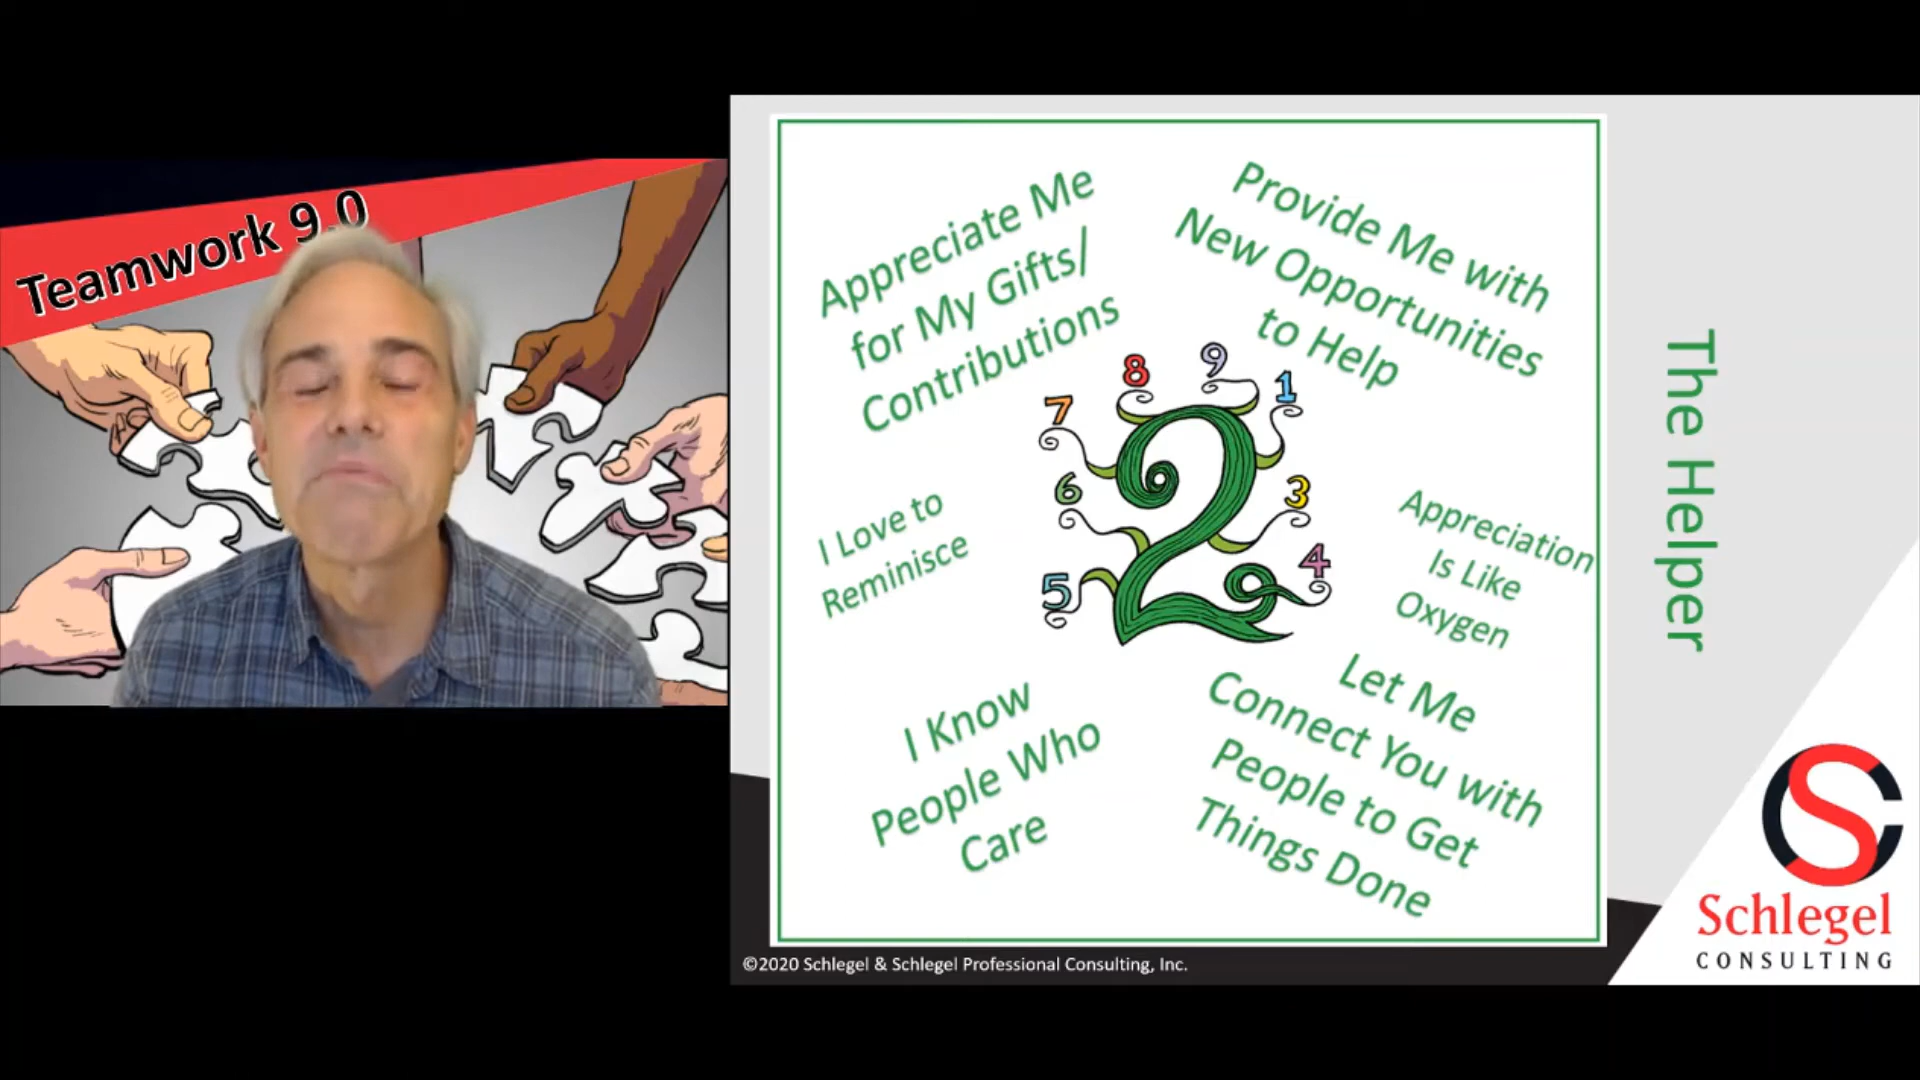 Teamwork 9.0
Appreciate Me
for My Gifts/
Contributions
Provide Me with
New Opportunities
to Help
7
8
9
1
6
2
3
5
4
I Love to
Reminisce
Appreciation
Is Like
Oxygen
I Know
People Who
Care
Let Me
Connect You with
People to Get
Things Done
The Helper
SC
Schlegel
CONSULTING
©2020 Schlegel & Schlegel Professional Consulting, Inc.